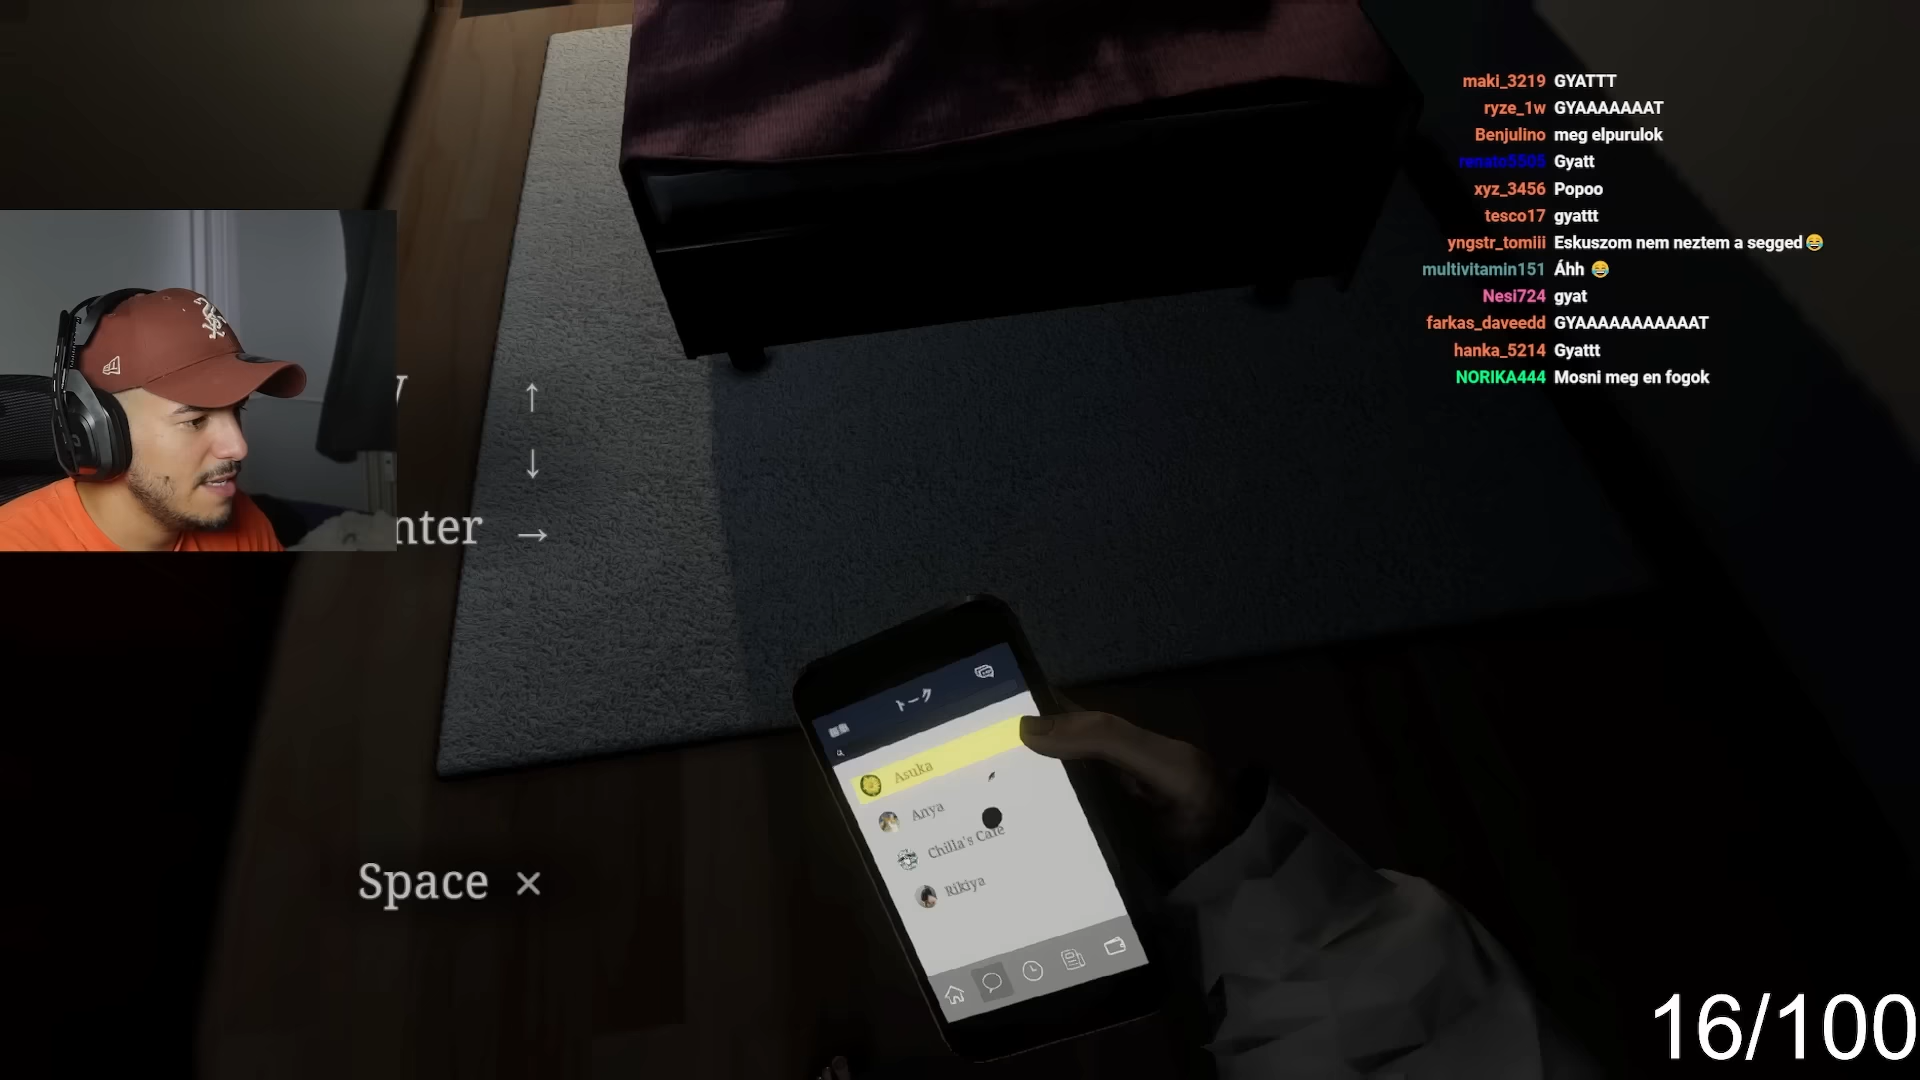 maki_3219 GYATTT
ryze_1w GYAAAAAAAT
Benjulino meg elpurulok
renato5505 Gyatt
xyz_3456 Popoo
tesco17 gyattt
yngstr_tomiii Eskuszom nem neztem a segged😂
multivitamin151 Áhh 😂
Nesi724 gyat
farkas_daveedd GYAAAAAAAAAAAT
hanka_5214 Gyattt
NORIKA444 Mosni meg en fogok
↑
↓
nter →
Space ×
トーク
Asuka
Anya
Chilla's Cafe
Rikiya
16/100